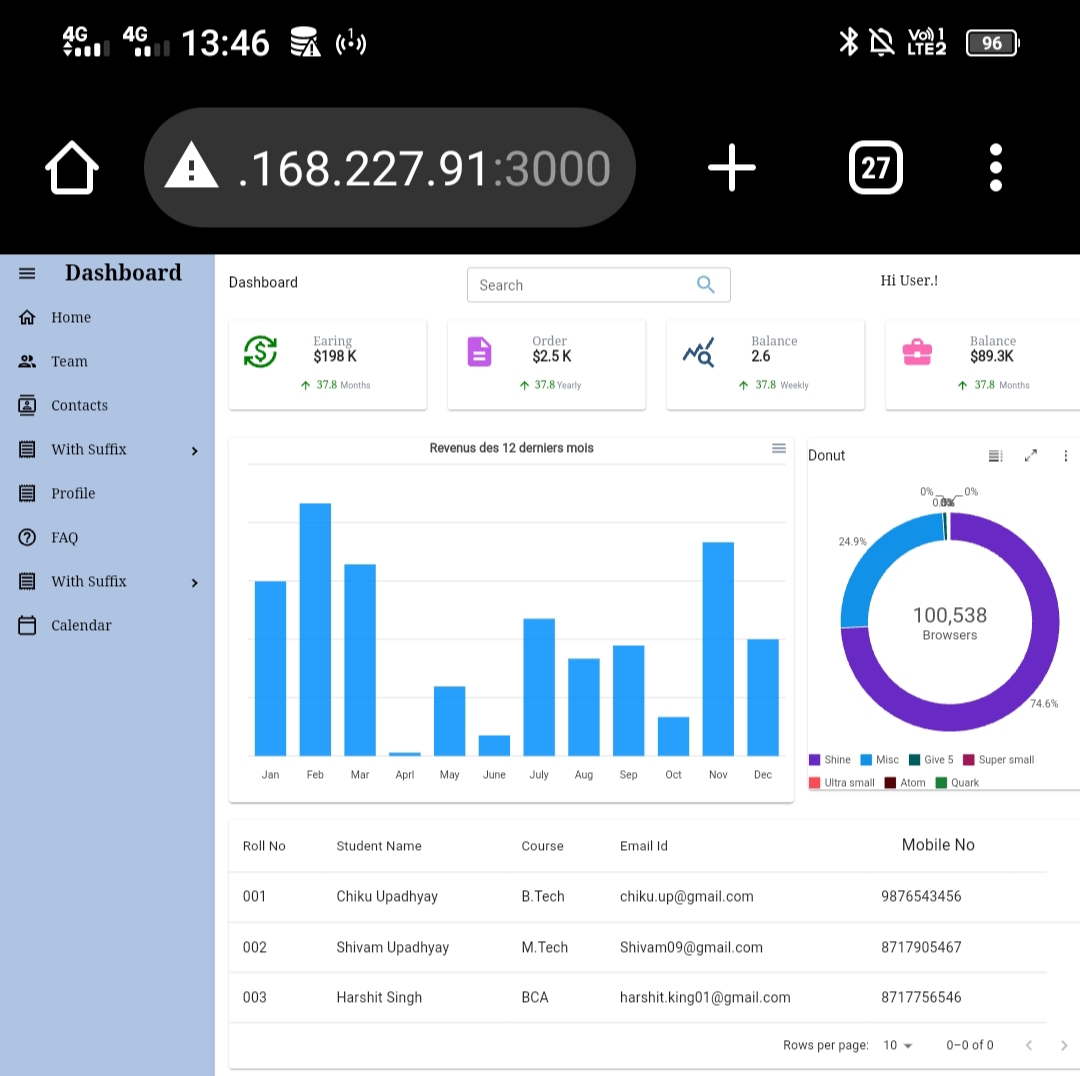 4G 4G 13:46
Vo)) 1
LTE2
96
.168.227.91:3000
27
Dashboard
Home
Team
Contacts
With Suffix
Profile
FAQ
With Suffix
Calendar
Dashboard
Search
Hi User.!
Earing
$198 K
37.8 Months
Order
$2.5 K
37.8 Yearly
Balance
2.6
37.8 Weekly
Balance
$89.3K
37.8 Months
Revenus des 12 derniers mois
Jan Feb Mar Aprl May June July Aug Sep Oct Nov Dec
Donut
0% 0%
24.9%
100,538
Browsers
74.6%
Shine Misc Give 5 Super small
Ultra small Atom Quark
Roll No Student Name Course Email Id Mobile No
001 Chiku Upadhyay B.Tech chiku.up@gmail.com 9876543456
002 Shivam Upadhyay M.Tech Shivam09@gmail.com 8717905467
003 Harshit Singh BCA harshit.king01@gmail.com 8717756546
Rows per page: 10 0–0 of 0